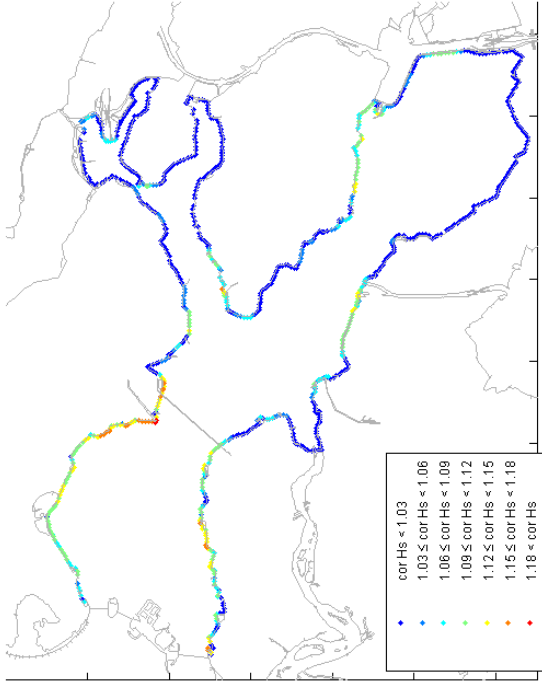 cor Hs < 1.03
1.03 ≤ cor Hs < 1.06
1.06 ≤ cor Hs < 1.09
1.09 ≤ cor Hs < 1.12
1.12 ≤ cor Hs < 1.15
1.15 ≤ cor Hs < 1.18
1.18 < cor Hs